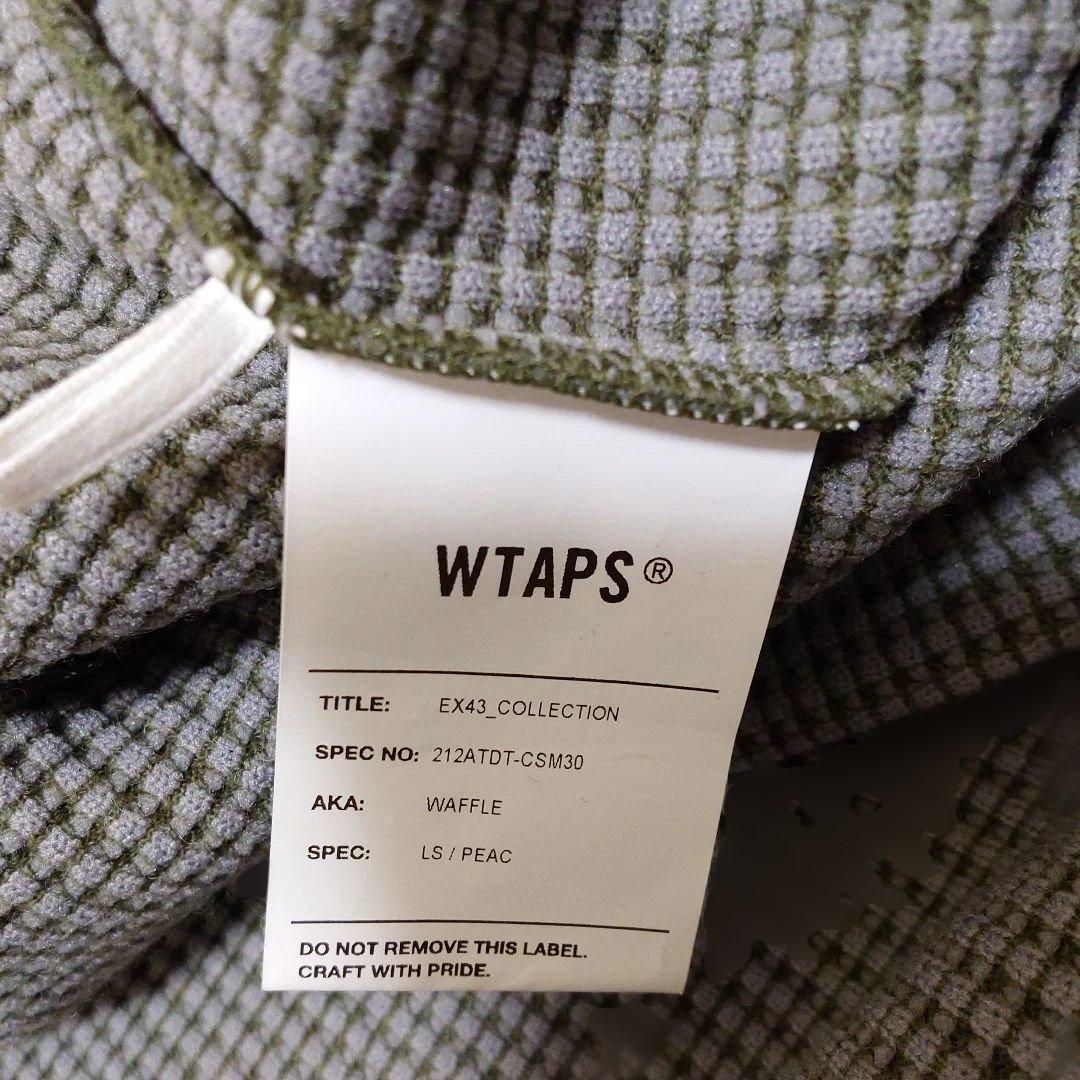 WTAPS®
TITLE: EX43_COLLECTION
SPEC NO: 212ATDT-CSM30
AKA: WAFFLE
SPEC: LS / PEAC
DO NOT REMOVE THIS LABEL.
CRAFT WITH PRIDE.